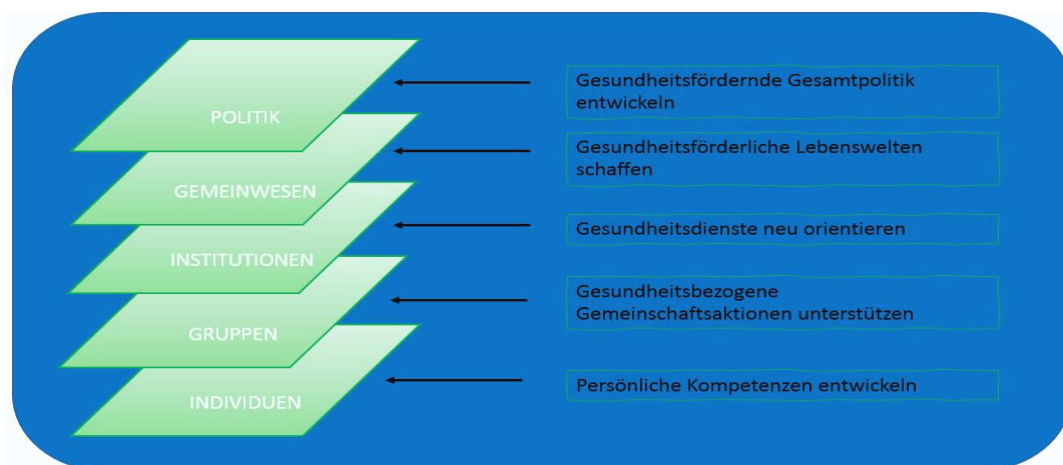 POLITIK
Gesundheitsfördernde Gesamtpolitik
entwickeln
GEMEINWESEN
Gesundheitsförderliche Lebenswelten
schaffen
INSTITUTIONEN
Gesundheitsdienste neu orientieren
GRUPPEN
Gesundheitsbezogene
Gemeinschaftsaktionen unterstützen
INDIVIDUEN
Persönliche Kompetenzen entwickeln